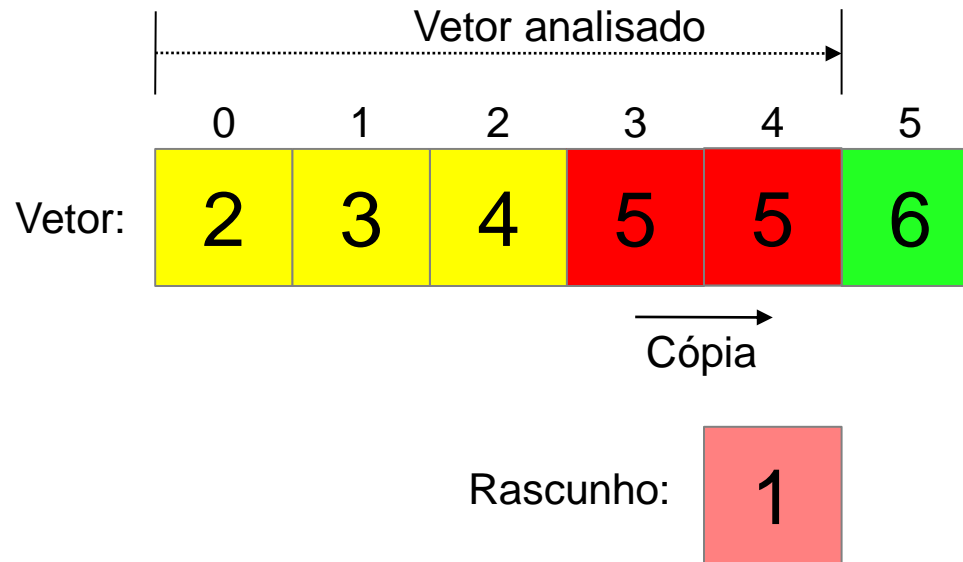 Vetor analisado
0 1 2 3 4 5
Vetor: 2 3 4 5 5 6
Cópia
Rascunho: 1